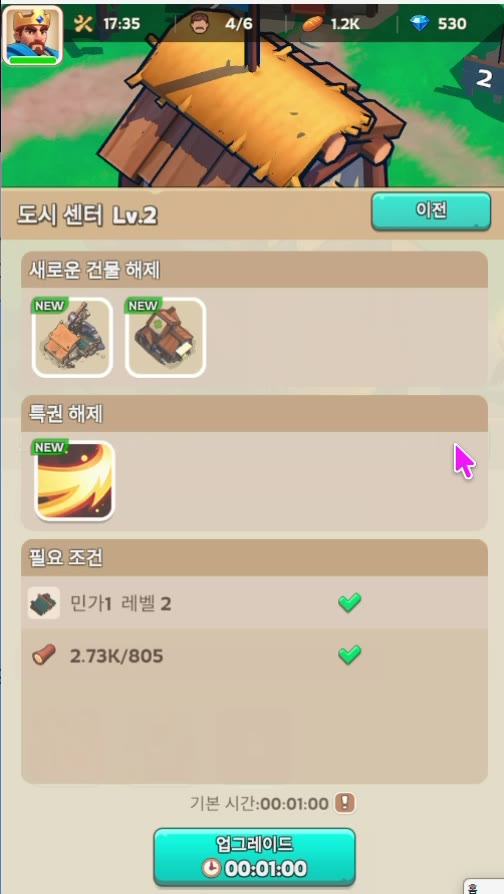 17:35 4/6 1.2K 530
2
도시 센터 Lv.2 이전
새로운 건물 해제
NEW NEW
특권 해제
NEW
필요 조건
민가1 레벨 2
2.73K/805
기본 시간:00:01:00
업그레이드
00:01:00
홈